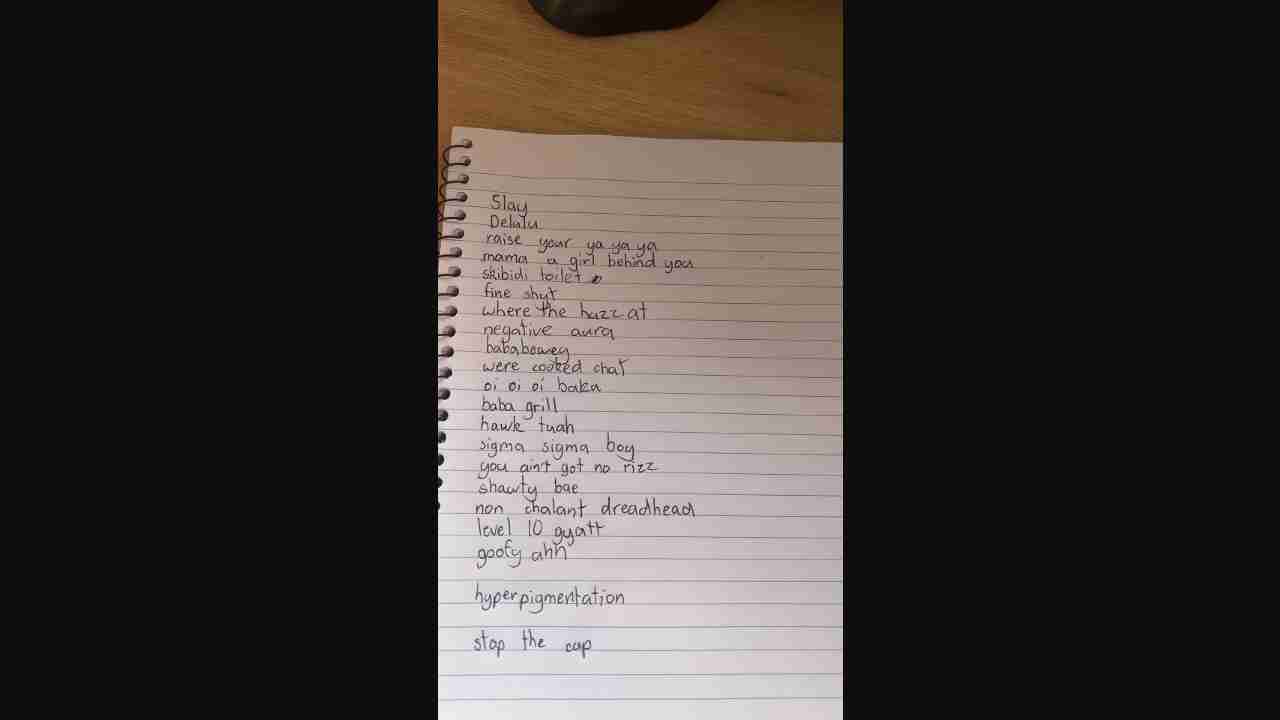 Slay
Delulu
raise your ya ya ya
mama a girl behind you
skibidi toilet
fine shyt
where the huzz at
negative aura
bababowey
were cooked chat
oi oi oi baka
baba grill
hawk tuah
sigma sigma boy
you ain't got no rizz
shawty bae
non chalant dreadhead
level 10 gyatt
goofy ahh
hyperpigmentation
stop the cap